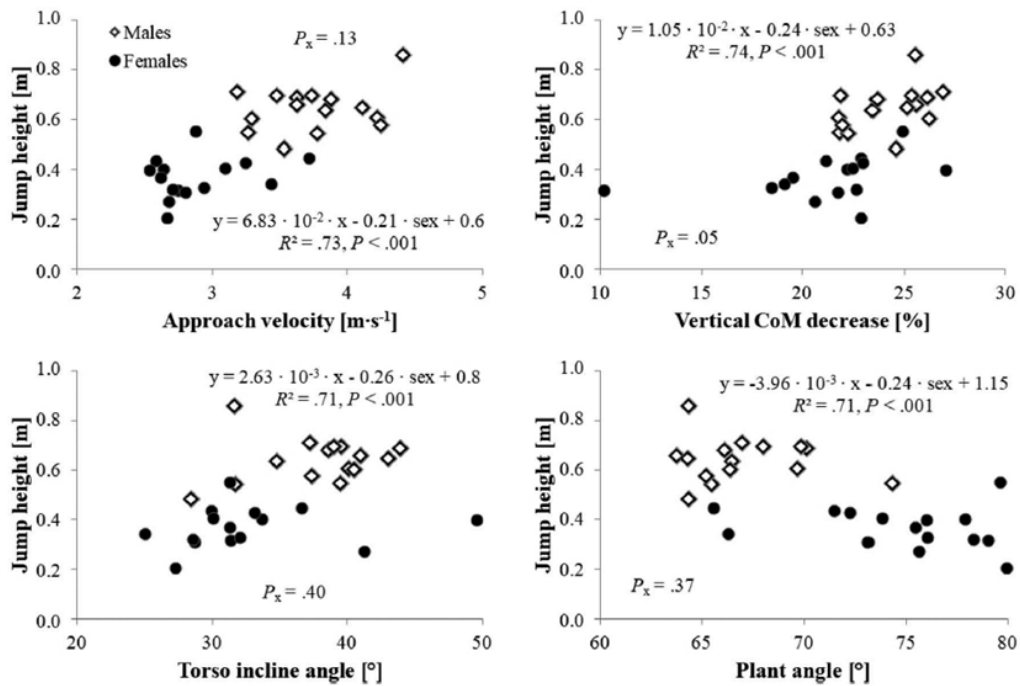 1.0
0.8
0.6
0.4
0.2
0.0
Jump height [m]
Males
Females
Pₓ = .13
y = 6.83 · 10⁻² · x - 0.21 · sex + 0.6
R² = .73, P < .001
2 3 4 5
Approach velocity [m·s⁻¹]
1.0
0.8
0.6
0.4
0.2
0.0
Jump height [m]
y = 1.05 · 10⁻² · x - 0.24 · sex + 0.63
R² = .74, P < .001
Pₓ = .05
10 15 20 25 30
Vertical CoM decrease [%]
1.0
0.8
0.6
0.4
0.2
0.0
Jump height [m]
y = 2.63 · 10⁻³ · x - 0.26 · sex + 0.8
R² = .71, P < .001
Pₓ = .40
20 30 40 50
Torso incline angle [°]
1.0
0.8
0.6
0.4
0.2
0.0
Jump height [m]
y = -3.96 · 10⁻³ · x - 0.24 · sex + 1.15
R² = .71, P < .001
Pₓ = .37
60 65 70 75 80
Plant angle [°]